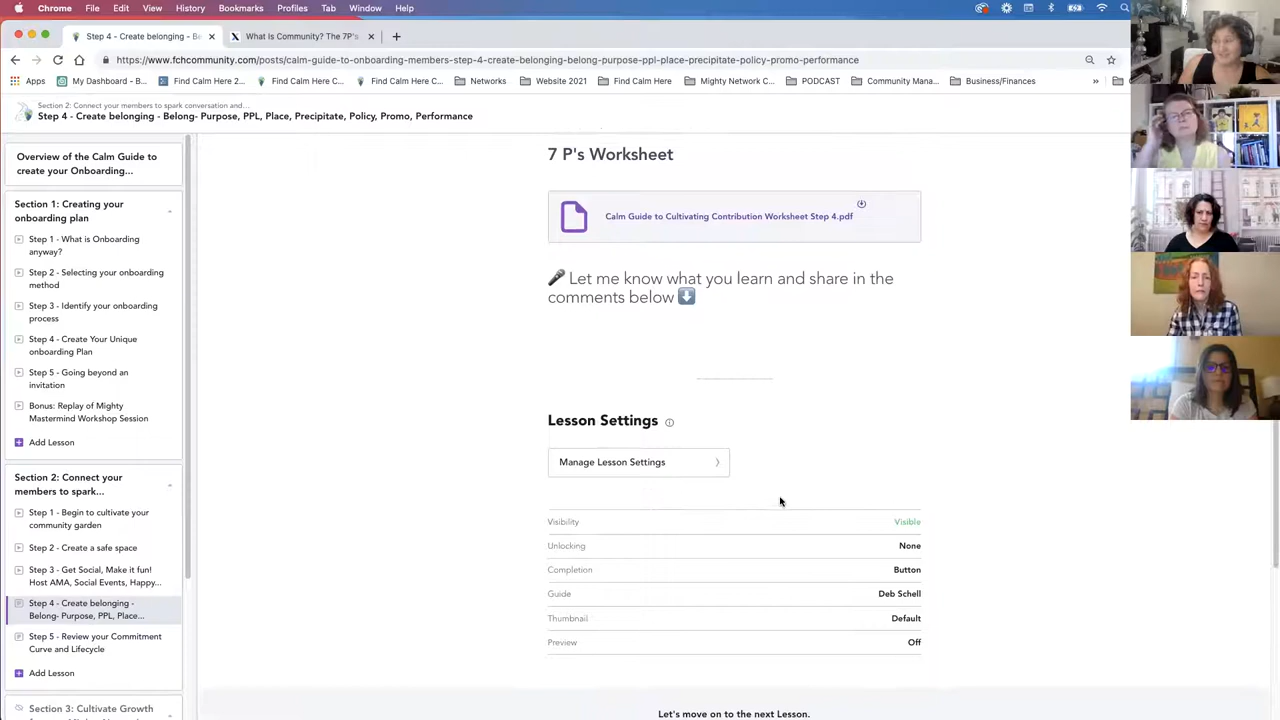 Chrome File Edit View History Bookmarks Profiles Tab Window Help
Step 4 - Create belonging - Be
What Is Community? The 7P's
https://www.fchcommunity.com/posts/calm-guide-to-onboarding-members-step-4-create-belonging-belong-purpose-ppl-place-precipitate-policy-promo-performance
Apps My Dashboard - B... Find Calm Here 2... Find Calm Here C... Find Calm Here C... Networks Website 2021 Find Calm Here Mighty Network C... PODCAST Community Mana... Business/Finances »
Section 2: Connect your members to spark conversation and...
Step 4 - Create belonging - Belong- Purpose, PPL, Place, Precipitate, Policy, Promo, Performance
Overview of the Calm Guide to
create your Onboarding...
Section 1: Creating your
onboarding plan
Step 1 - What is Onboarding
anyway?
Step 2 - Selecting your onboarding
method
Step 3 - Identify your onboarding
process
Step 4 - Create Your Unique
onboarding Plan
Step 5 - Going beyond an
invitation
Bonus: Replay of Mighty
Mastermind Workshop Session
Add Lesson
Section 2: Connect your
members to spark...
Step 1 - Begin to cultivate your
community garden
Step 2 - Create a safe space
Step 3 - Get Social, Make it fun!
Host AMA, Social Events, Happy...
Step 4 - Create belonging -
Belong- Purpose, PPL, Place...
Step 5 - Review your Commitment
Curve and Lifecycle
Add Lesson
Section 3: Cultivate Growth
7 P's Worksheet
Calm Guide to Cultivating Contribution Worksheet Step 4.pdf
🎤 Let me know what you learn and share in the
comments below ⬇️
Lesson Settings
Manage Lesson Settings
Visibility Visible
Unlocking None
Completion Button
Guide Deb Schell
Thumbnail Default
Preview Off
Let's move on to the next Lesson.